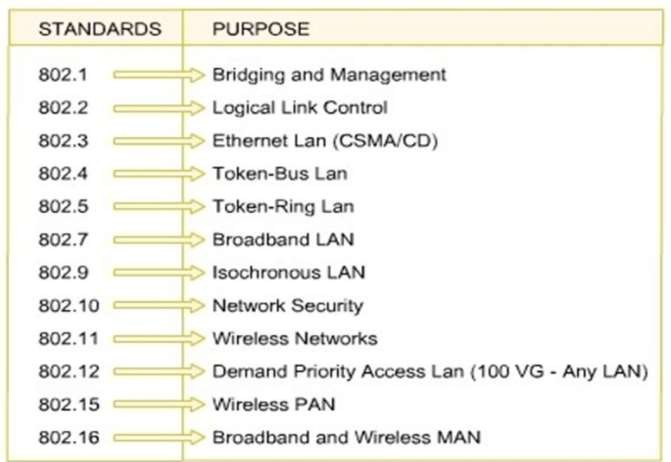 STANDARDS PURPOSE
802.1 Bridging and Management
802.2 Logical Link Control
802.3 Ethernet Lan (CSMA/CD)
802.4 Token-Bus Lan
802.5 Token-Ring Lan
802.7 Broadband LAN
802.9 Isochronous LAN
802.10 Network Security
802.11 Wireless Networks
802.12 Demand Priority Access Lan (100 VG - Any LAN)
802.15 Wireless PAN
802.16 Broadband and Wireless MAN